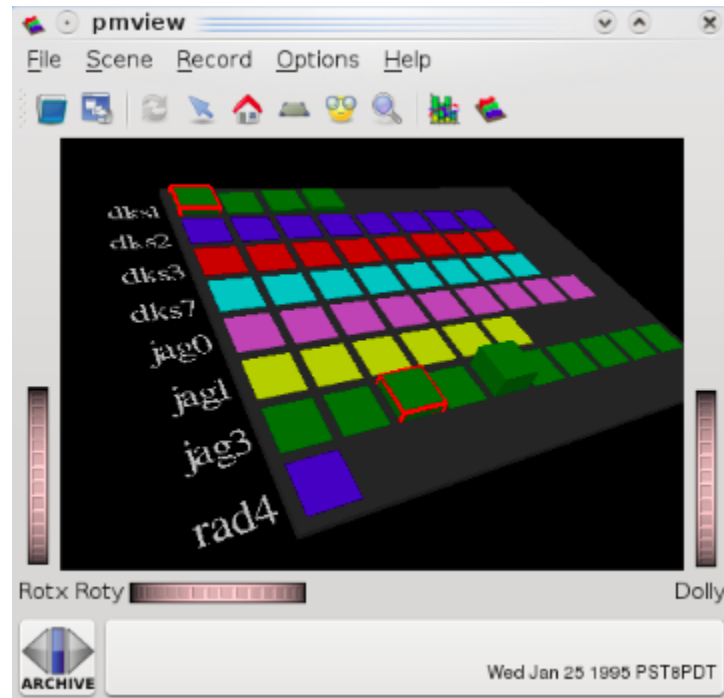 pmview
File Scene Record Options Help
dks1
dks2
dks3
dks7
jag0
jag1
jag3
rad4
Rotx Roty
Dolly
ARCHIVE
Wed Jan 25 1995 PST8PDT